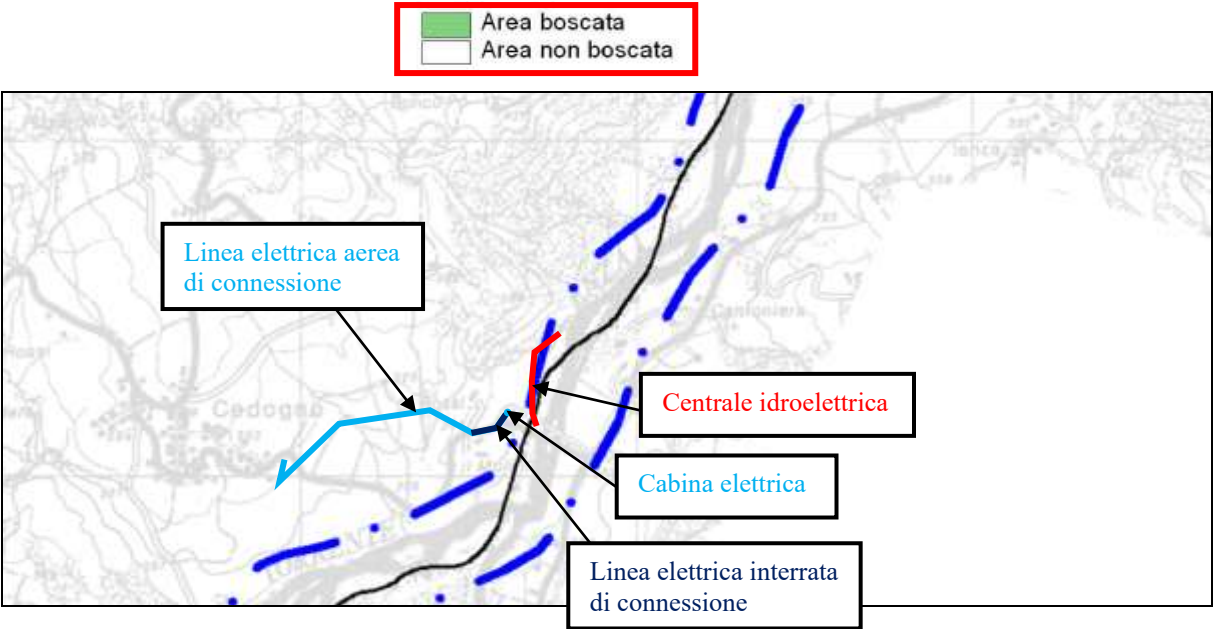 Area boscata
Area non boscata
Linea elettrica aerea
di connessione
Cedogno
Cantoniera
Centrale idroelettrica
Cabina elettrica
TORRENTE
Linea elettrica interrata
di connessione